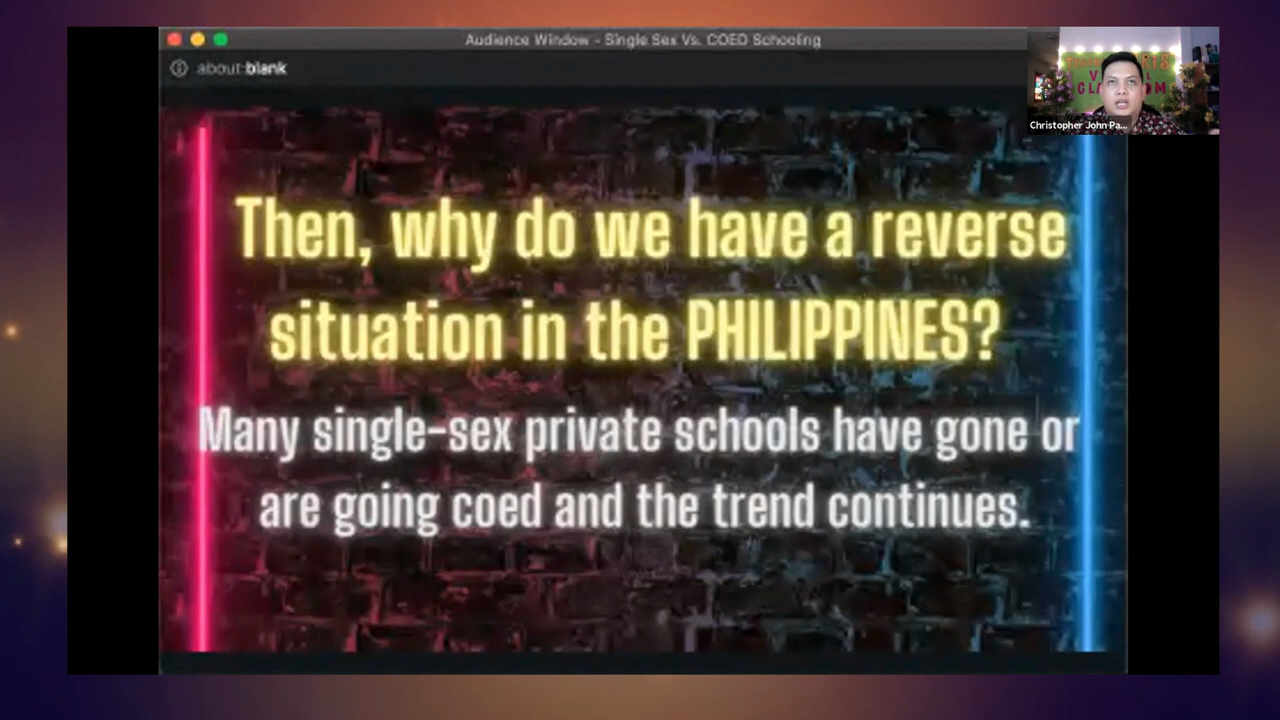 Audience Window - Single Sex Vs. COED Schooling
about:blank
Then, why do we have a reverse
situation in the PHILIPPINES?
Many single-sex private schools have gone or
are going coed and the trend continues.
Christopher John Pa...